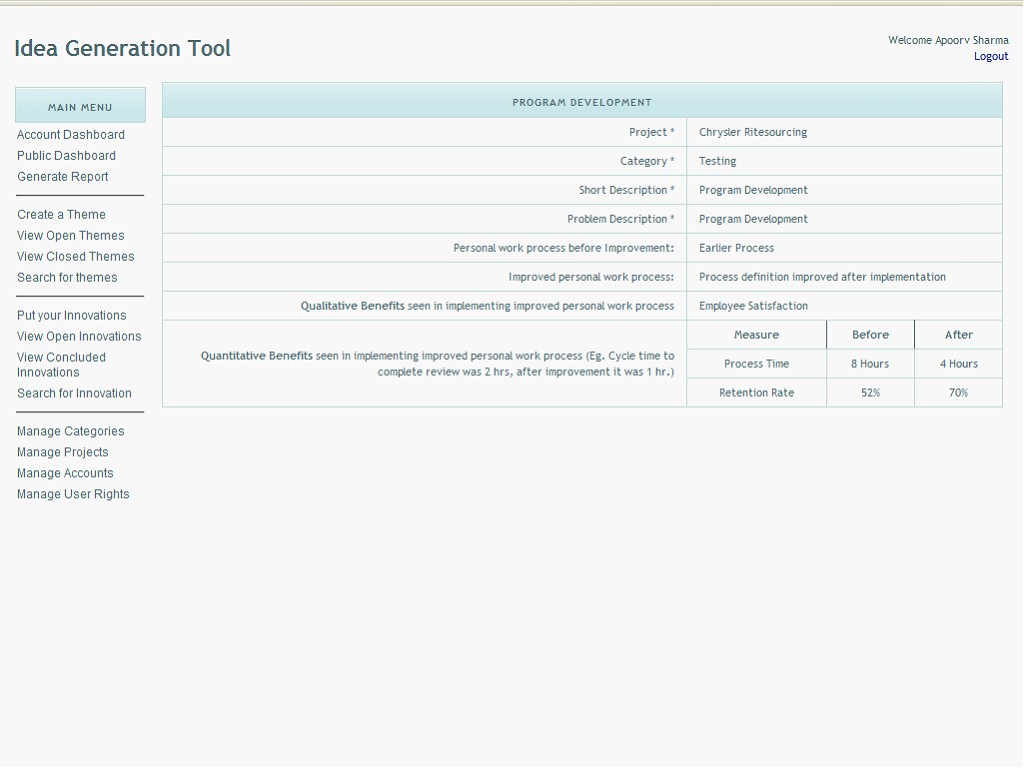 Idea Generation Tool
Welcome Apoorv Sharma
Logout
MAIN MENU
Account Dashboard
Public Dashboard
Generate Report
Create a Theme
View Open Themes
View Closed Themes
Search for themes
Put your Innovations
View Open Innovations
View Concluded
Innovations
Search for Innovation
Manage Categories
Manage Projects
Manage Accounts
Manage User Rights
PROGRAM DEVELOPMENT
Project * Chrysler Ritesourcing
Category * Testing
Short Description * Program Development
Problem Description * Program Development
Personal work process before Improvement: Earlier Process
Improved personal work process: Process definition improved after implementation
Qualitative Benefits seen in implementing improved personal work process Employee Satisfaction
Quantitative Benefits seen in implementing improved personal work process (Eg. Cycle time to
complete review was 2 hrs, after improvement it was 1 hr.)
Measure Before After
Process Time 8 Hours 4 Hours
Retention Rate 52% 70%